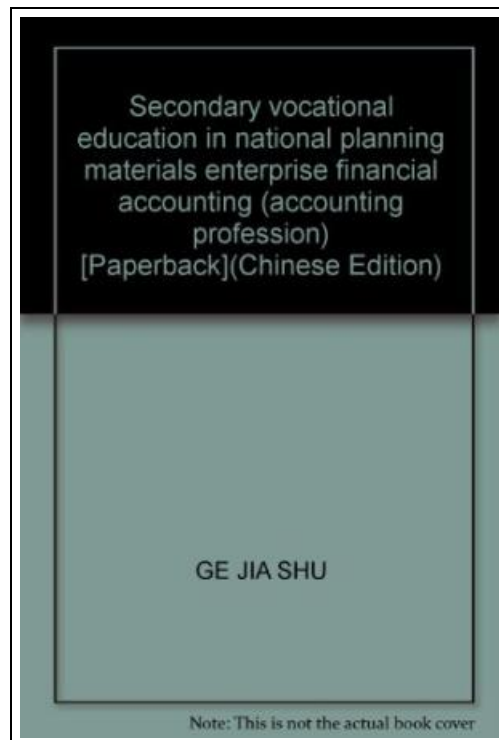 Secondary vocational
education in national planning
materials enterprise financial
accounting (accounting
profession)
[Paperback](Chinese Edition)
GE JIA SHU
Note: This is not the actual book cover